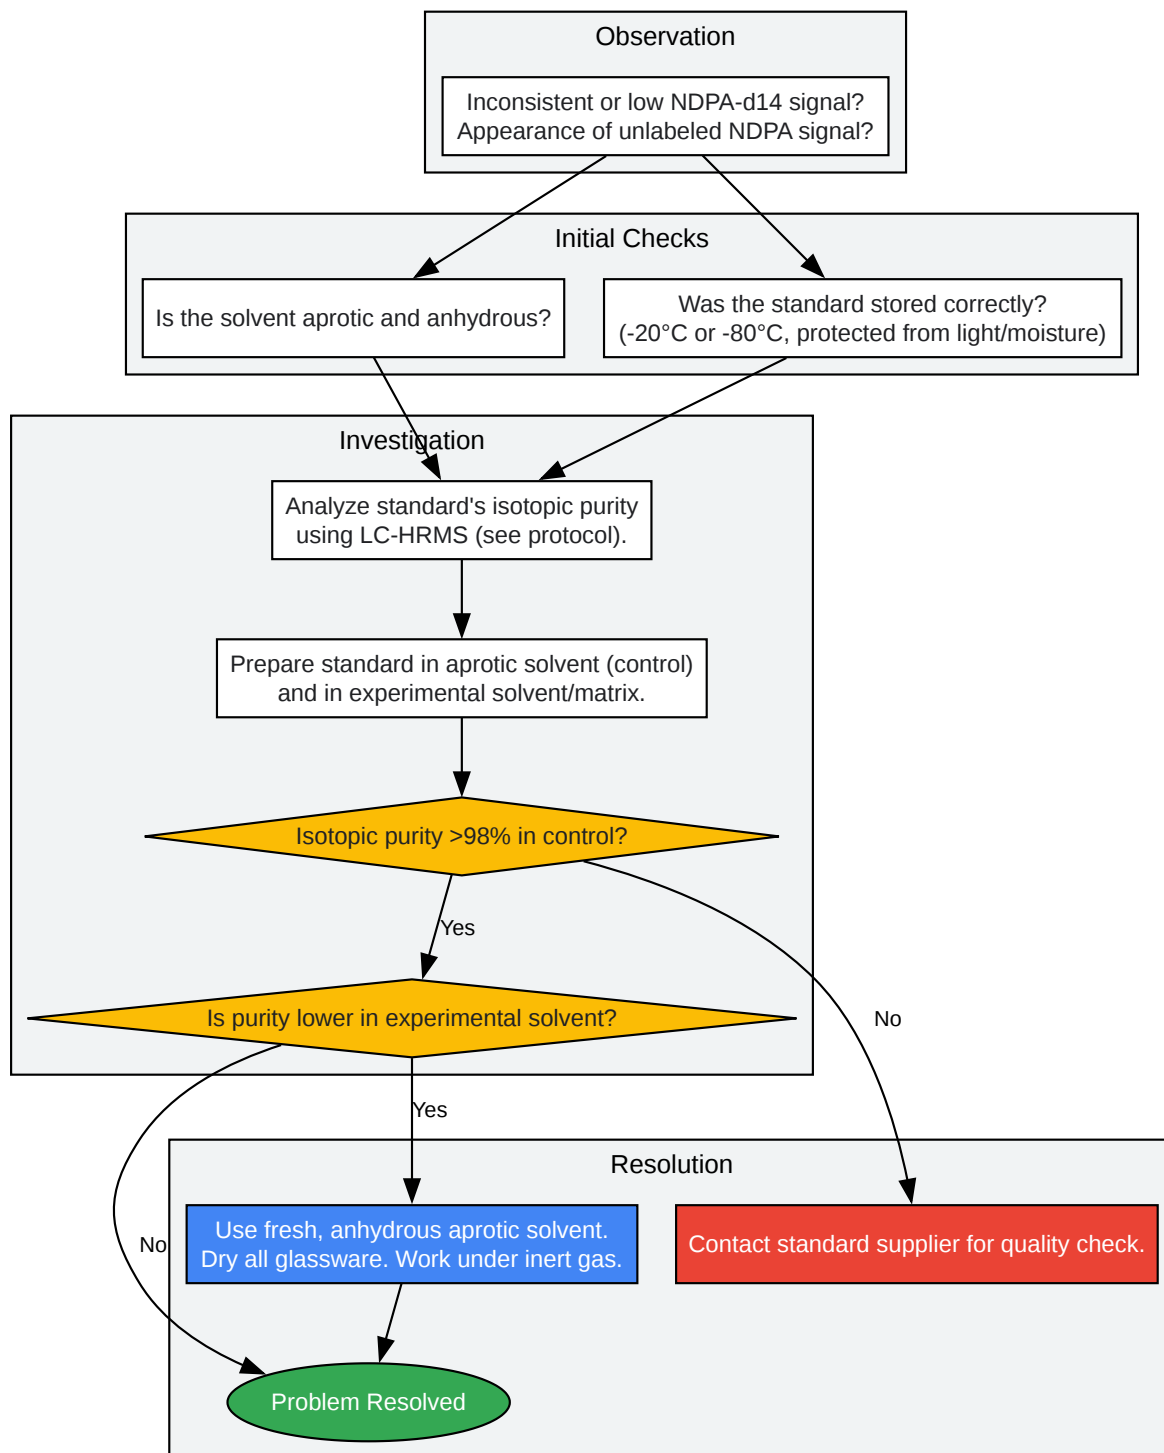 Observation
Inconsistent or low NDPA-d14 signal?
Appearance of unlabeled NDPA signal?
Initial Checks
Is the solvent aprotic and anhydrous?
Was the standard stored correctly?
(-20°C or -80°C, protected from light/moisture)
Investigation
Analyze standard's isotopic purity
using LC-HRMS (see protocol).
Prepare standard in aprotic solvent (control)
and in experimental solvent/matrix.
Isotopic purity >98% in control?
Yes
Is purity lower in experimental solvent?
No
Yes
Resolution
Use fresh, anhydrous aprotic solvent.
Dry all glassware. Work under inert gas.
Contact standard supplier for quality check.
No
Problem Resolved